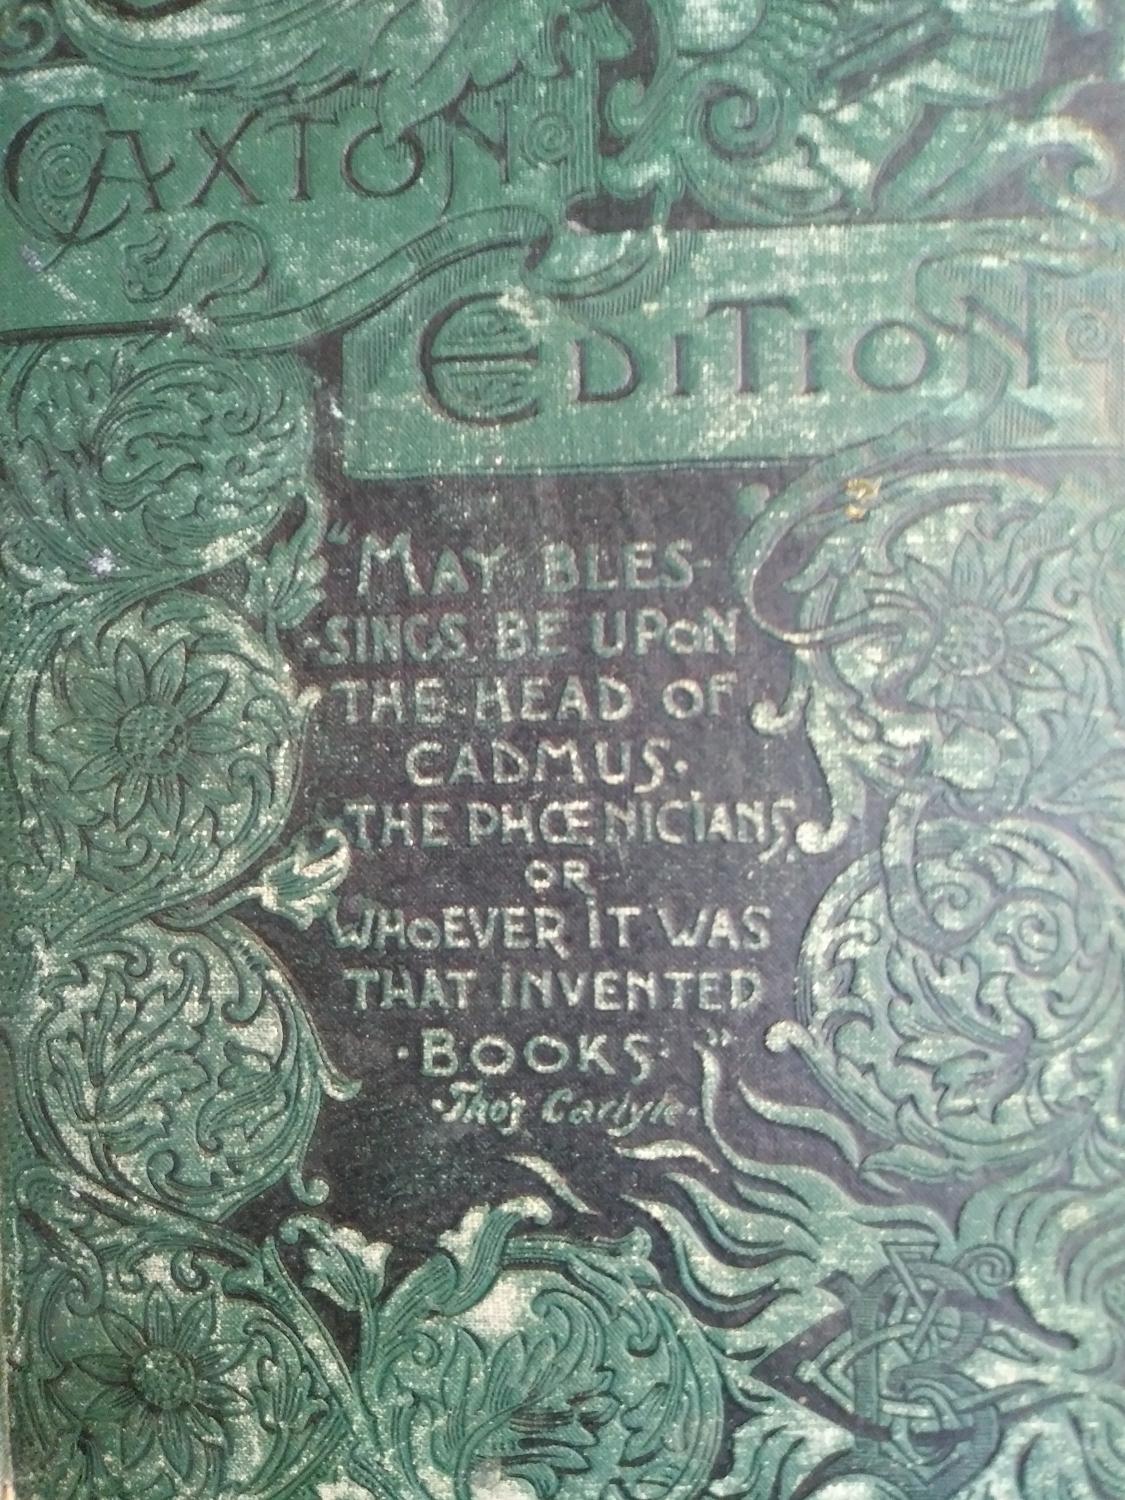 CAXTON
EDITION
"MAY BLES-
-SINGS BE UPON
THE HEAD OF
CADMUS·
THE PHŒNICIANS,
OR
WHOEVER IT WAS
THAT INVENTED
·BOOKS·"
·Tho's Carlyle·